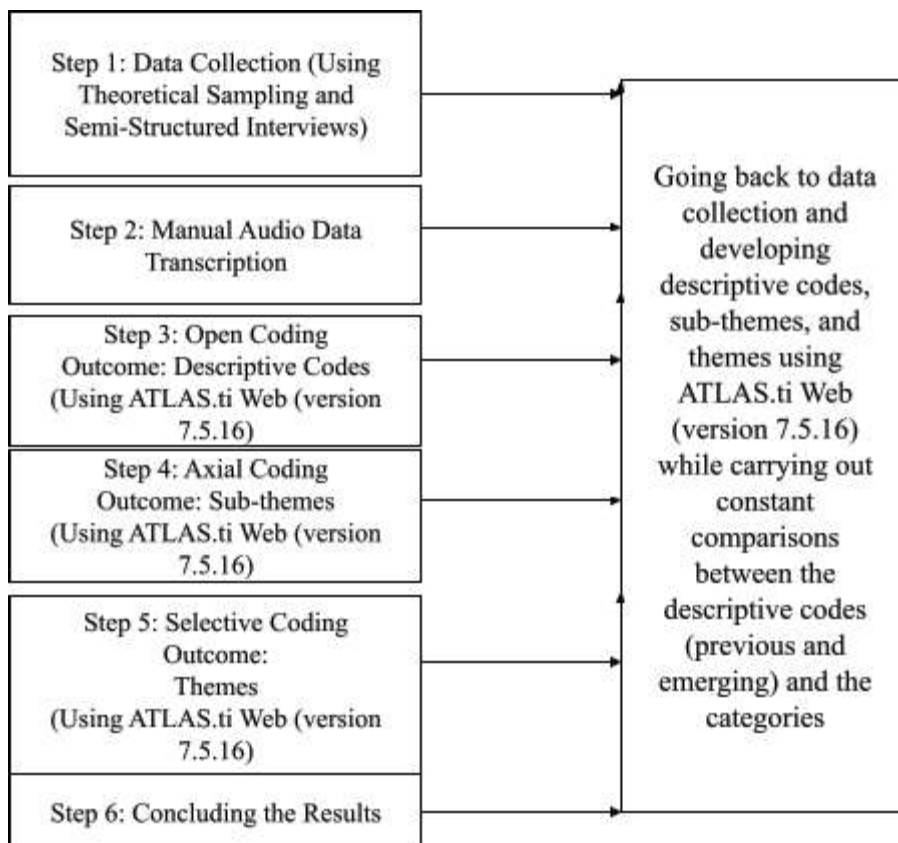 Step 1: Data Collection (Using
Theoretical Sampling and
Semi-Structured Interviews)
Step 2: Manual Audio Data
Transcription
Step 3: Open Coding
Outcome: Descriptive Codes
(Using ATLAS.ti Web (version
7.5.16)
Step 4: Axial Coding
Outcome: Sub-themes
(Using ATLAS.ti Web (version
7.5.16)
Step 5: Selective Coding
Outcome:
Themes
(Using ATLAS.ti Web (version
7.5.16)
Step 6: Concluding the Results
Going back to data
collection and
developing
descriptive codes,
sub-themes, and
themes using
ATLAS.ti Web
(version 7.5.16)
while carrying out
constant
comparisons
between the
descriptive codes
(previous and
emerging) and the
categories